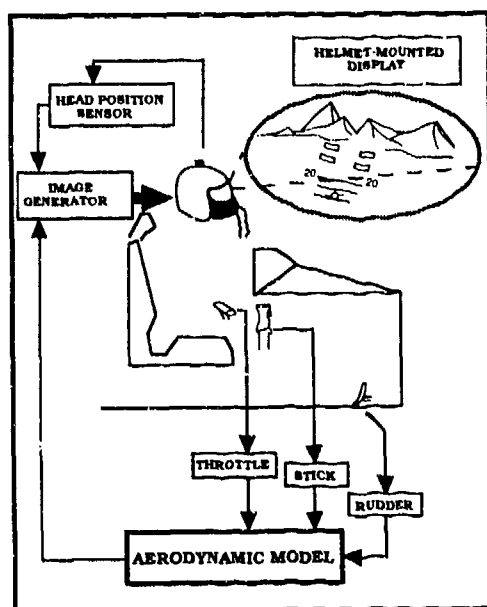 HELMET-MOUNTED
DISPLAY
HEAD POSITION
SENSOR
IMAGE
GENERATOR
20
20
THROTTLE
STICK
RUDDER
AERODYNAMIC MODEL